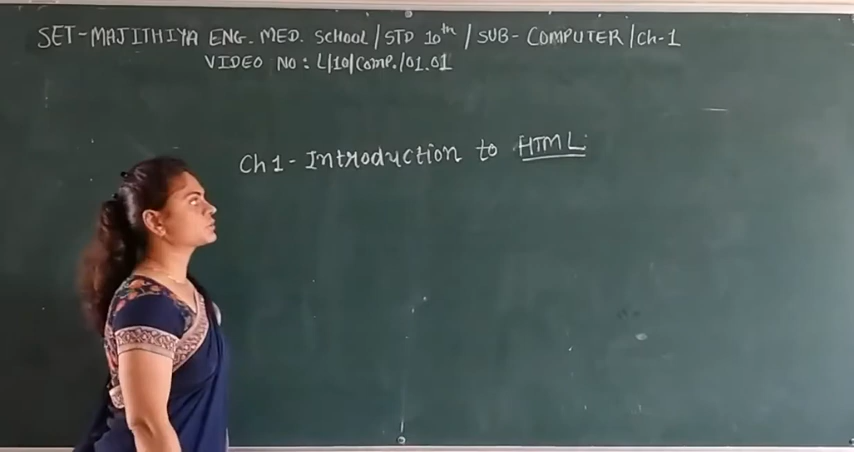 SET-MAJITHIYA ENG. MED. SCHOOL / STD 10th / SUB- COMPUTER / Ch-1
VIDEO NO: L/10/COMP./01.01
Ch 1 - Introduction to HTML